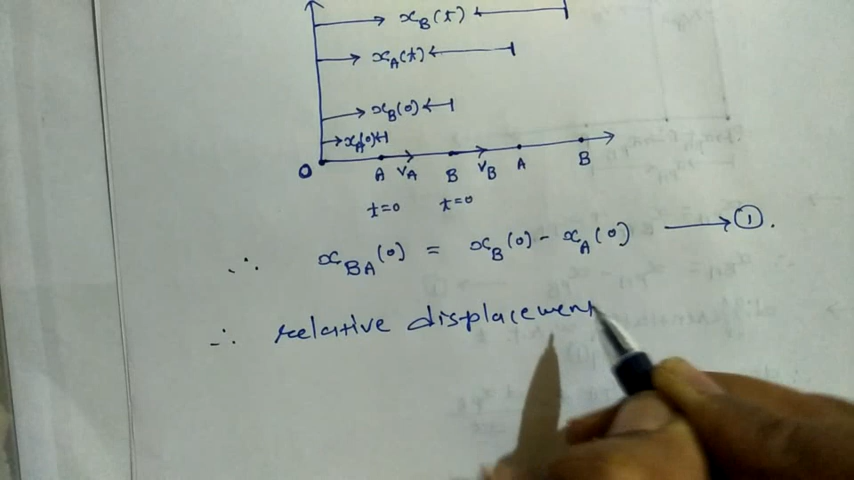 x_B(t)
x_A(t)
x_B(0)
x_A(0)
O A V_A B V_B A B
t=0 t=0
∴ x_BA(0) = x_B(0) - x_A(0) → ①.
∴ relative displacement